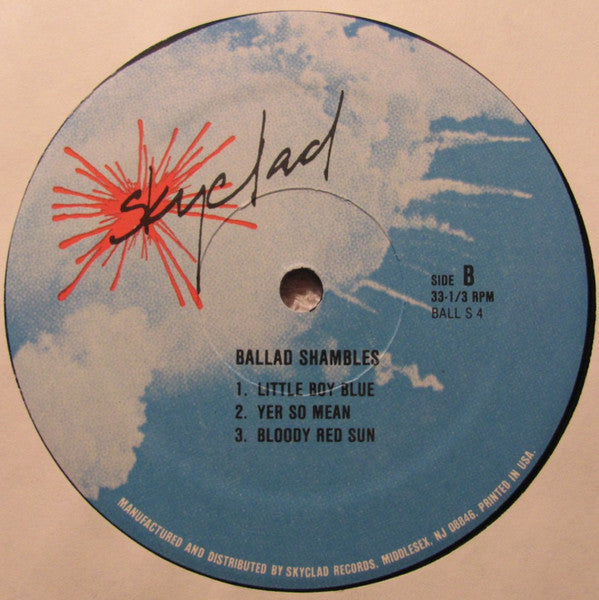 skyclad
SIDE B
33-1/3 RPM
BALL S 4
BALLAD SHAMBLES
1. LITTLE BOY BLUE
2. YER SO MEAN
3. BLOODY RED SUN
MANUFACTURED AND DISTRIBUTED BY SKYCLAD RECORDS, MIDDLESEX, NJ 08846. PRINTED IN USA.